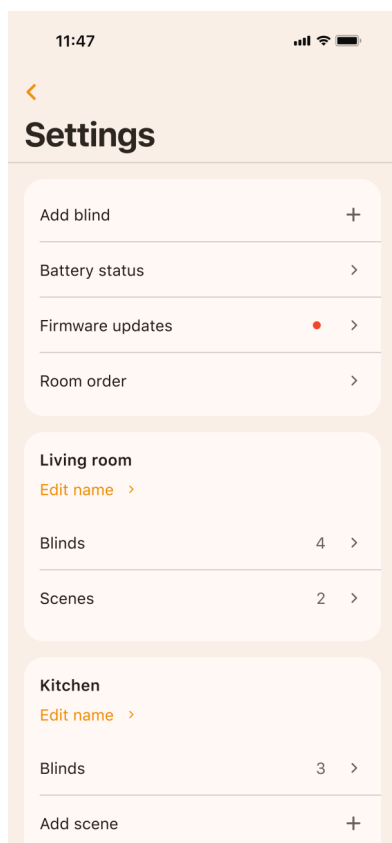 11:47
Settings
Add blind
Battery status
Firmware updates
Room order
Living room
Edit name
Blinds 4
Scenes 2
Kitchen
Edit name
Blinds 3
Add scene